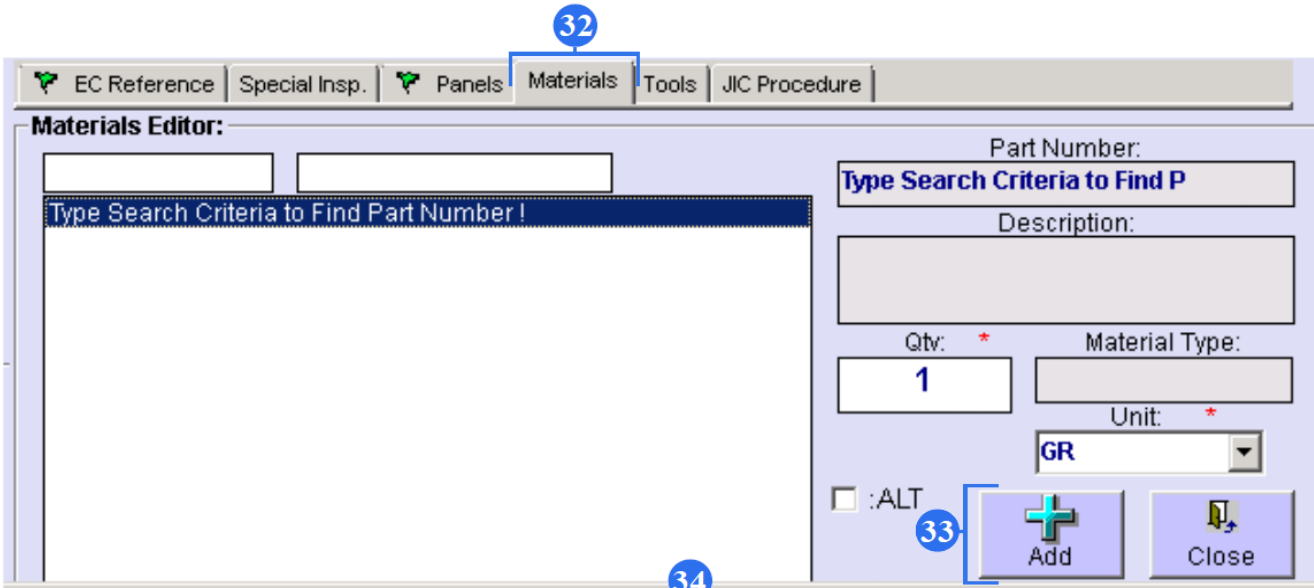 32
EC Reference Special Insp. Panels Materials Tools JIC Procedure
Materials Editor:
Part Number:
Type Search Criteria to Find P
Type Search Criteria to Find Part Number !
Description:
Qty: * Material Type:
1
Unit: *
GR
:ALT
33
Add Close
34